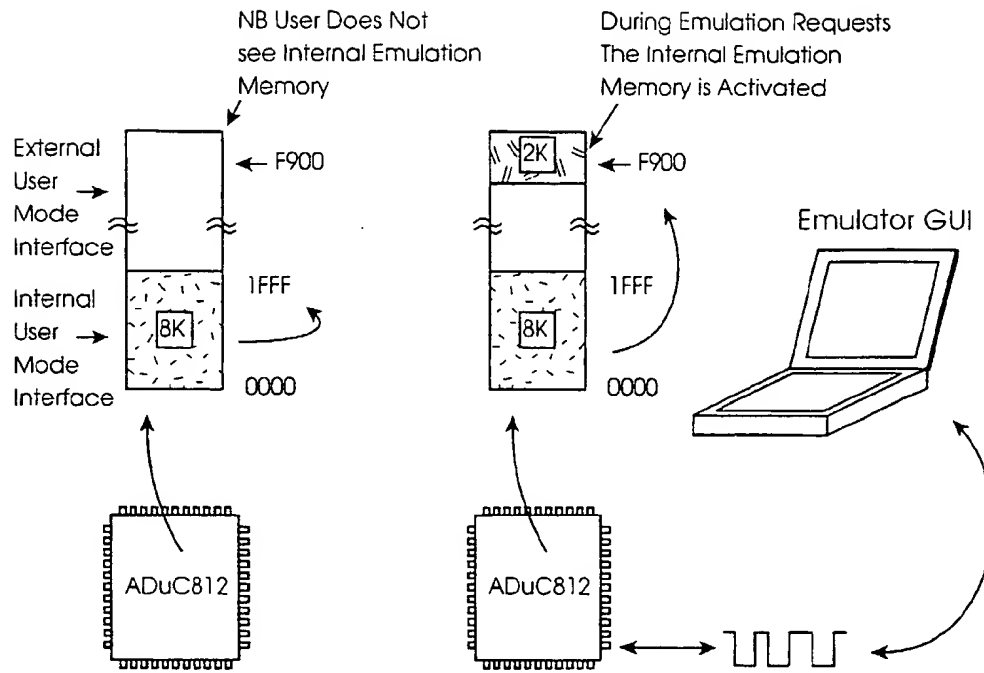 NB User Does Not
see Internal Emulation
Memory
During Emulation Requests
The Internal Emulation
Memory is Activated
External
User
Mode
Interface
F900
2K
F900
Emulator GUI
Internal
User
Mode
Interface
1FFF
8K
0000
1FFF
8K
0000
ADuC812
ADuC812